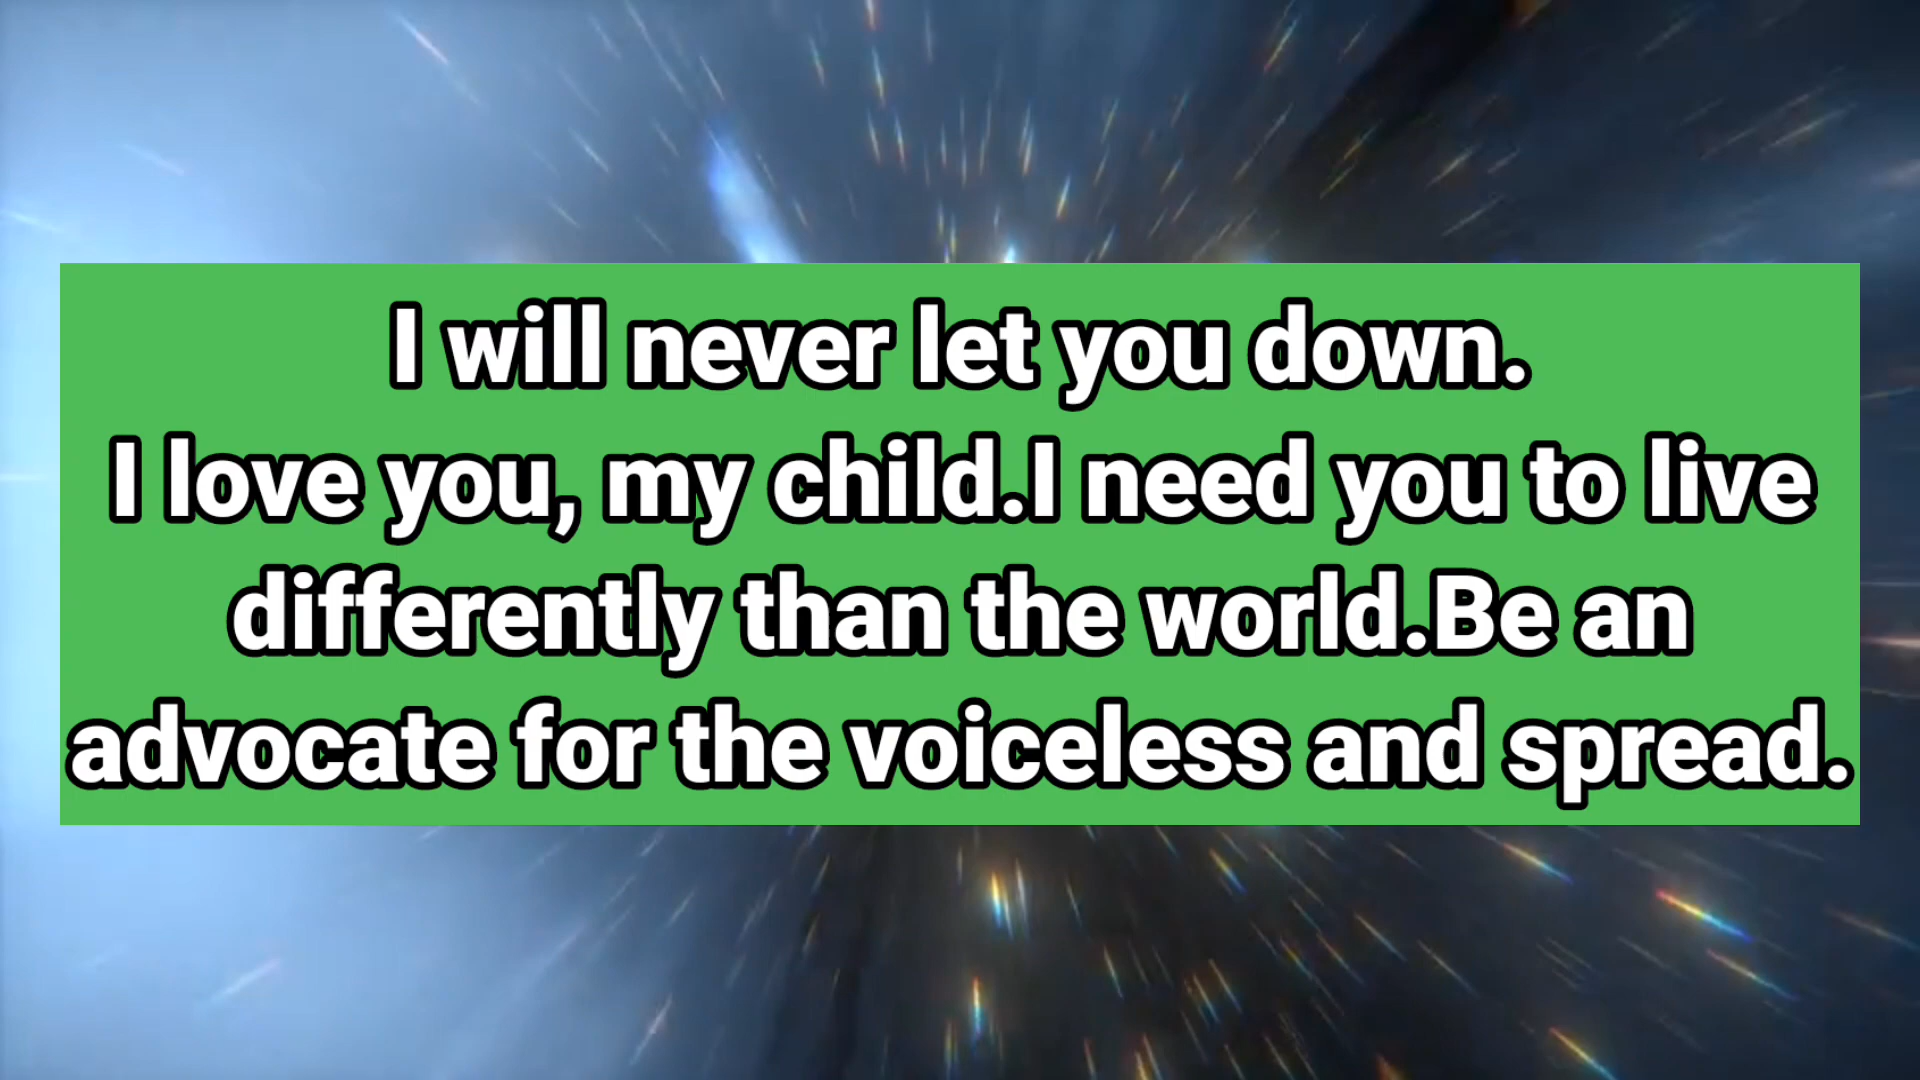 I will never let you down.
I love you, my child.I need you to live
differently than the world.Be an
advocate for the voiceless and spread.